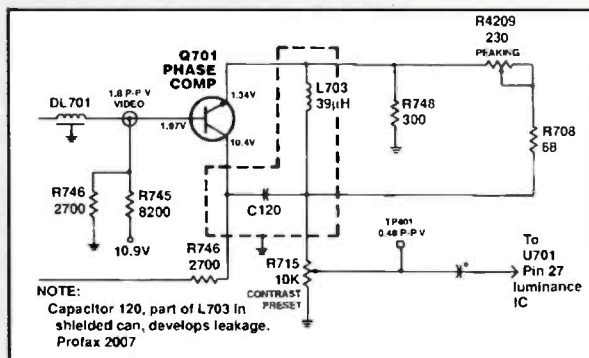 R4209
230
PEAKING
Q701
PHASE
COMP
1.8 P-P V
VIDEO
DL701
1.34V
1.97V
10.4V
L703
39µH
R748
300
R708
68
R746
2700
R745
8200
10.9V
C120
R746
2700
R715
10K
CONTRAST
PRESET
TP401
0.48 P-P V
To
U701
Pin 27
luminance
IC
NOTE:
Capacitor 120, part of L703 in
shielded can, develops leakage.
Profax 2007